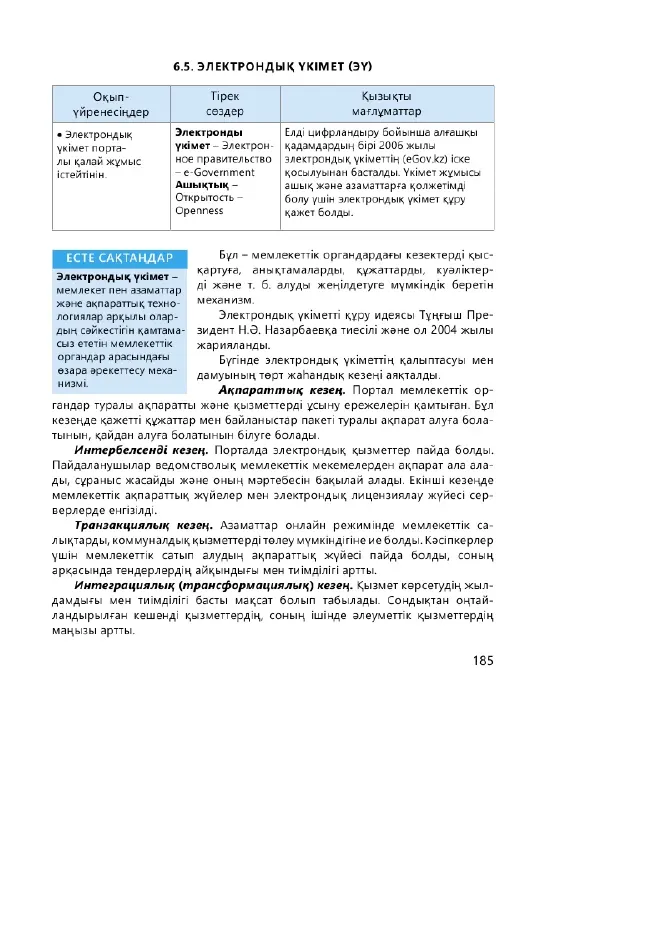 6.5. ЭЛЕКТРОНДЫҚ ҮКІМЕТ (ЭҮ)
Оқып-
үйренесіңдер
Тірек
сөздер
Қызықты
мағлұматтар
• Электрондық
үкімет порта-
лы қалай жұмыс
істейтінін.
Электронды
үкімет – Электрон-
ное правительство
– e-Government
Ашықтық –
Открытость –
Openness
Елді цифрландыру бойынша алғашқы
қадамдардың бірі 2006 жылы
электрондық үкіметтің (eGov.kz) іске
қосылуынан басталды. Үкімет жұмысы
ашық және азаматтарға қолжетімді
болу үшін электрондық үкімет құру
қажет болды.
ЕСТЕ САҚТАҢДАР
Электрондық үкімет –
мемлекет пен азаматтар
және ақпараттық техно-
логиялар арқылы олар-
дың сәйкестігін қамтама-
сыз ететін мемлекеттік
органдар арасындағы
өзара әрекеттесу меха-
низмі.
Бұл – мемлекеттік органдардағы кезектерді қыс-
қартуға, анықтамаларды, құжаттарды, куәліктер-
ді және т. б. алуды жеңілдетуге мүмкіндік беретін
механизм.
Электрондық үкіметті құру идеясы Тұңғыш Пре-
зидент Н.Ә. Назарбаевқа тиесілі және ол 2004 жылы
жарияланды.
Бүгінде электрондық үкіметтің қалыптасуы мен
дамуының төрт жаһандық кезеңі аяқталды.
Ақпараттық кезең. Портал мемлекеттік ор-
гандар туралы ақпаратты және қызметтерді ұсыну ережелерін қамтыған. Бұл
кезеңде қажетті құжаттар мен байланыстар пакеті туралы ақпарат алуға бола-
тынын, қайдан алуға болатынын білуге болады.
Интербелсенді кезең. Порталда электрондық қызметтер пайда болды.
Пайдаланушылар ведомстволық мемлекеттік мекемелерден ақпарат ала ала-
ды, сұраныс жасайды және оның мәртебесін бақылай алады. Екінші кезеңде
мемлекеттік ақпараттық жүйелер мен электрондық лицензиялау жүйесі сер-
верлерде енгізілді.
Транзакциялық кезең. Азаматтар онлайн режимінде мемлекеттік са-
лықтарды, коммуналдық қызметтерді төлеу мүмкіндігіне ие болды. Кәсіпкерлер
үшін мемлекеттік сатып алудың ақпараттық жүйесі пайда болды, соның
арқасында тендерлердің айқындығы мен тиімділігі артты.
Интеграциялық (трансформациялық) кезең. Қызмет көрсетудің жыл-
дамдығы мен тиімділігі басты мақсат болып табылады. Сондықтан оңтай-
ландырылған кешенді қызметтердің, соның ішінде әлеуметтік қызметтердің
маңызы артты.
185